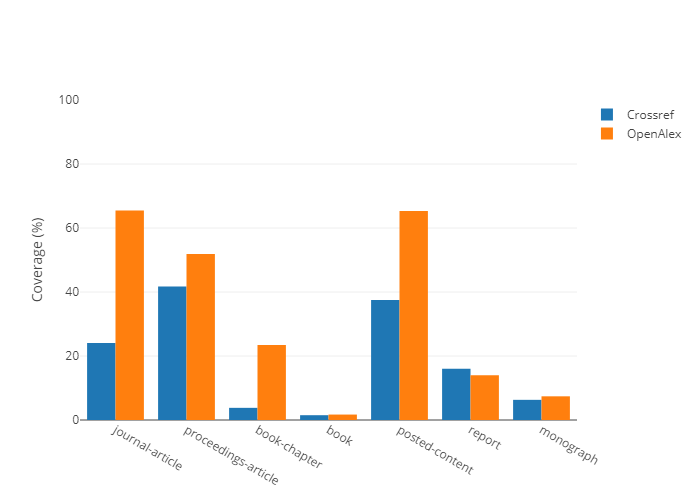 100
80
60
40
20
0
Coverage (%)
journal-article
proceedings-article
book-chapter
book
posted-content
report
monograph
Crossref
OpenAlex